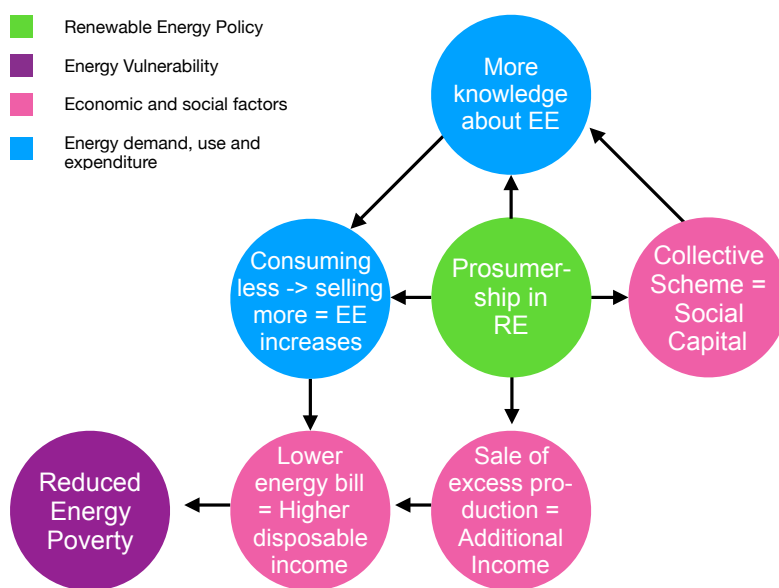 Renewable Energy Policy
Energy Vulnerability
Economic and social factors
Energy demand, use and
expenditure
More
knowledge
about EE
Consuming
less -> selling
more = EE
increases
Prosumer-
ship in
RE
Collective
Scheme =
Social
Capital
Reduced
Energy
Poverty
Lower
energy bill
= Higher
disposable
income
Sale of
excess pro-
duction =
Additional
Income